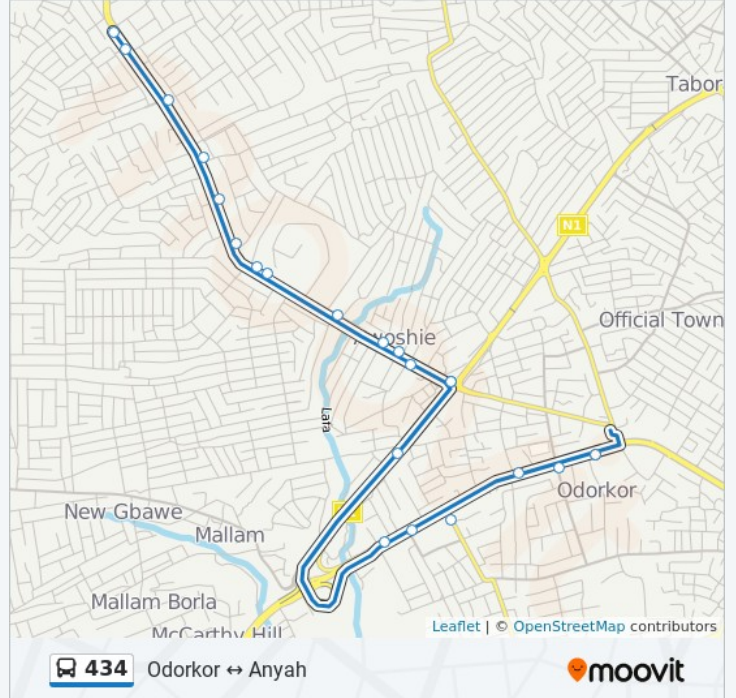 Tabor
N1
Official Town
Awoshie
Lafa
Odorkor
New Gbawe
Mallam
Mallam Borla
McCarthy Hill
Leaflet | © OpenStreetMap contributors
434 Odorkor ↔ Anyah
moovit